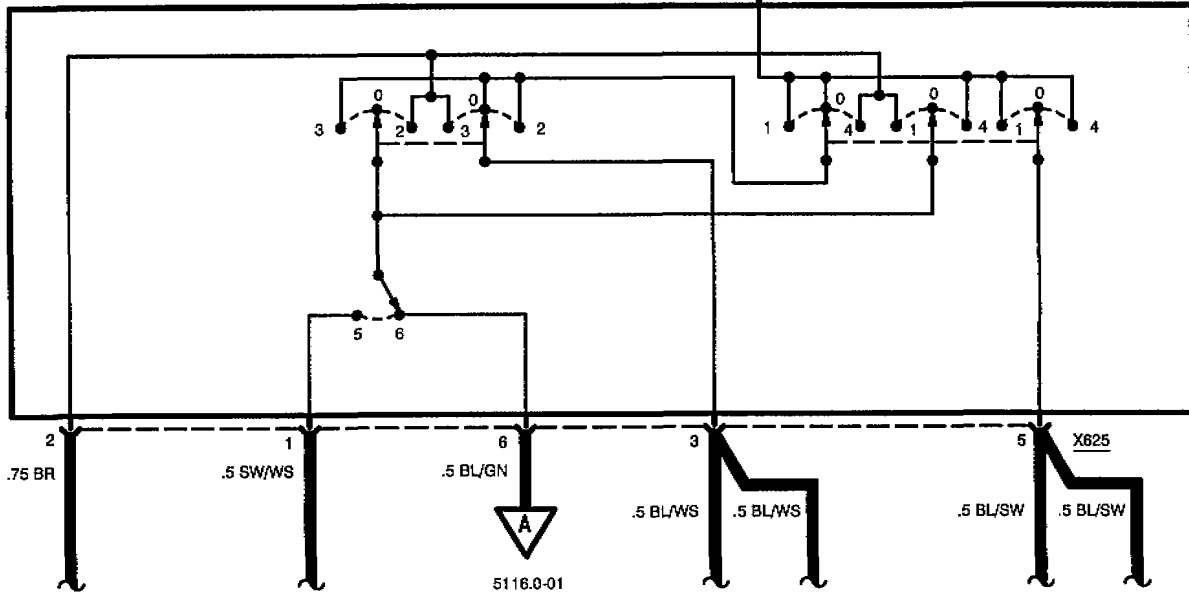 0 0 0 0 0
3 2 3 2 1 4 1 4 1 4
5 6
2 1 6 3 5 X625
.75 BR .5 SW/WS .5 BL/GN
.5 BL/WS .5 BL/WS .5 BL/SW .5 BL/SW
A
5116.0-01